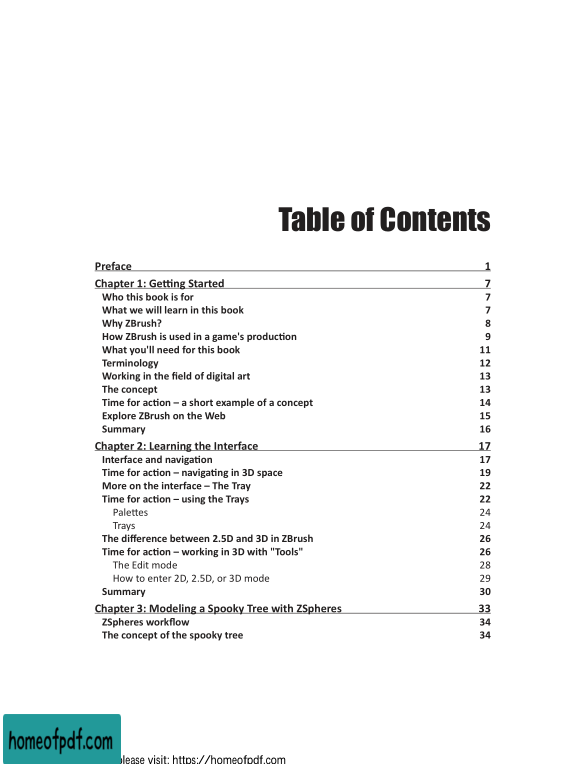 Table of Contents
Preface 1
Chapter 1: Getting Started 7
Who this book is for 7
What we will learn in this book 7
Why ZBrush? 8
How ZBrush is used in a game's production 9
What you'll need for this book 11
Terminology 12
Working in the field of digital art 13
The concept 13
Time for action – a short example of a concept 14
Explore ZBrush on the Web 15
Summary 16
Chapter 2: Learning the Interface 17
Interface and navigation 17
Time for action – navigating in 3D space 19
More on the interface – The Tray 22
Time for action – using the Trays 22
Palettes 24
Trays 24
The difference between 2.5D and 3D in ZBrush 26
Time for action – working in 3D with "Tools" 26
The Edit mode 28
How to enter 2D, 2.5D, or 3D mode 29
Summary 30
Chapter 3: Modeling a Spooky Tree with ZSpheres 33
ZSpheres workflow 34
The concept of the spooky tree 34
homeofpdf.com
please visit: https://homeofpdf.com